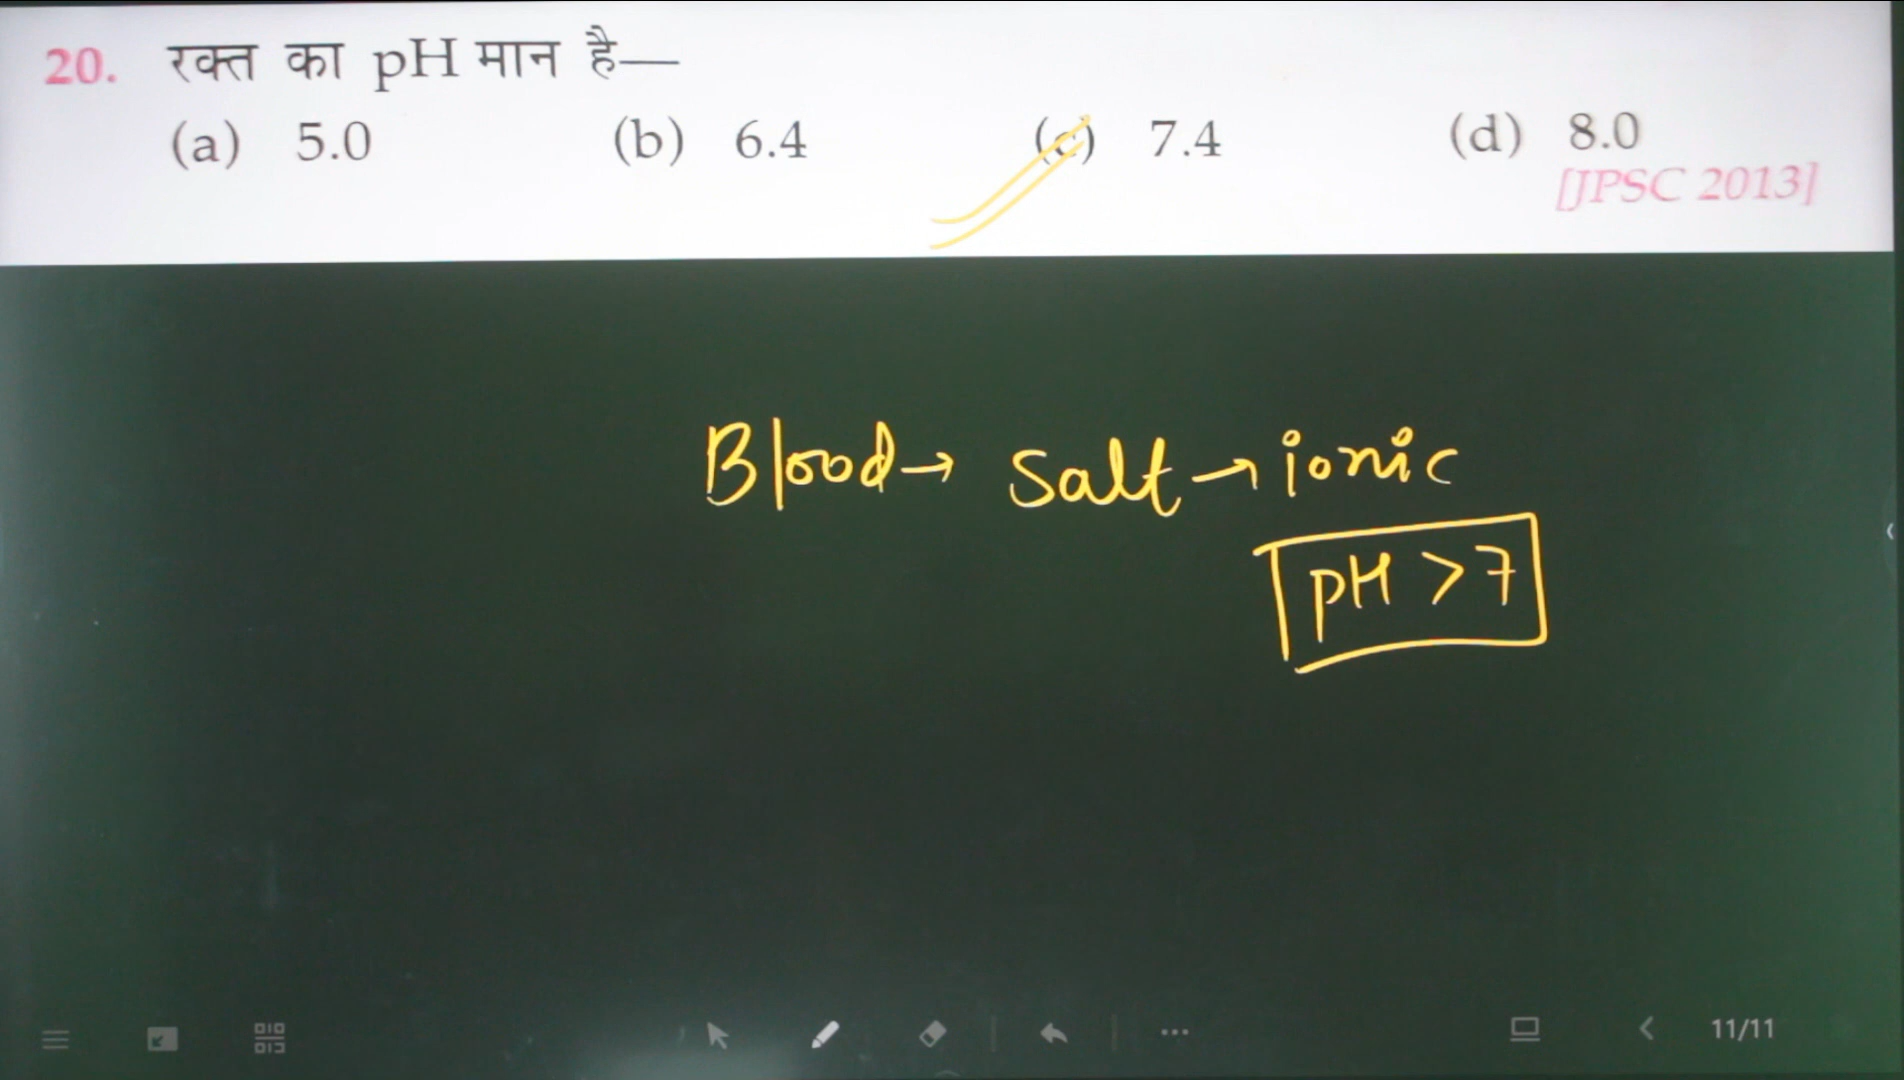 20. रक्त का pH मान है—
(a) 5.0 (b) 6.4 (c) 7.4 (d) 8.0
[JPSC 2013]
Blood → Salt → ionic
pH > 7
11/11